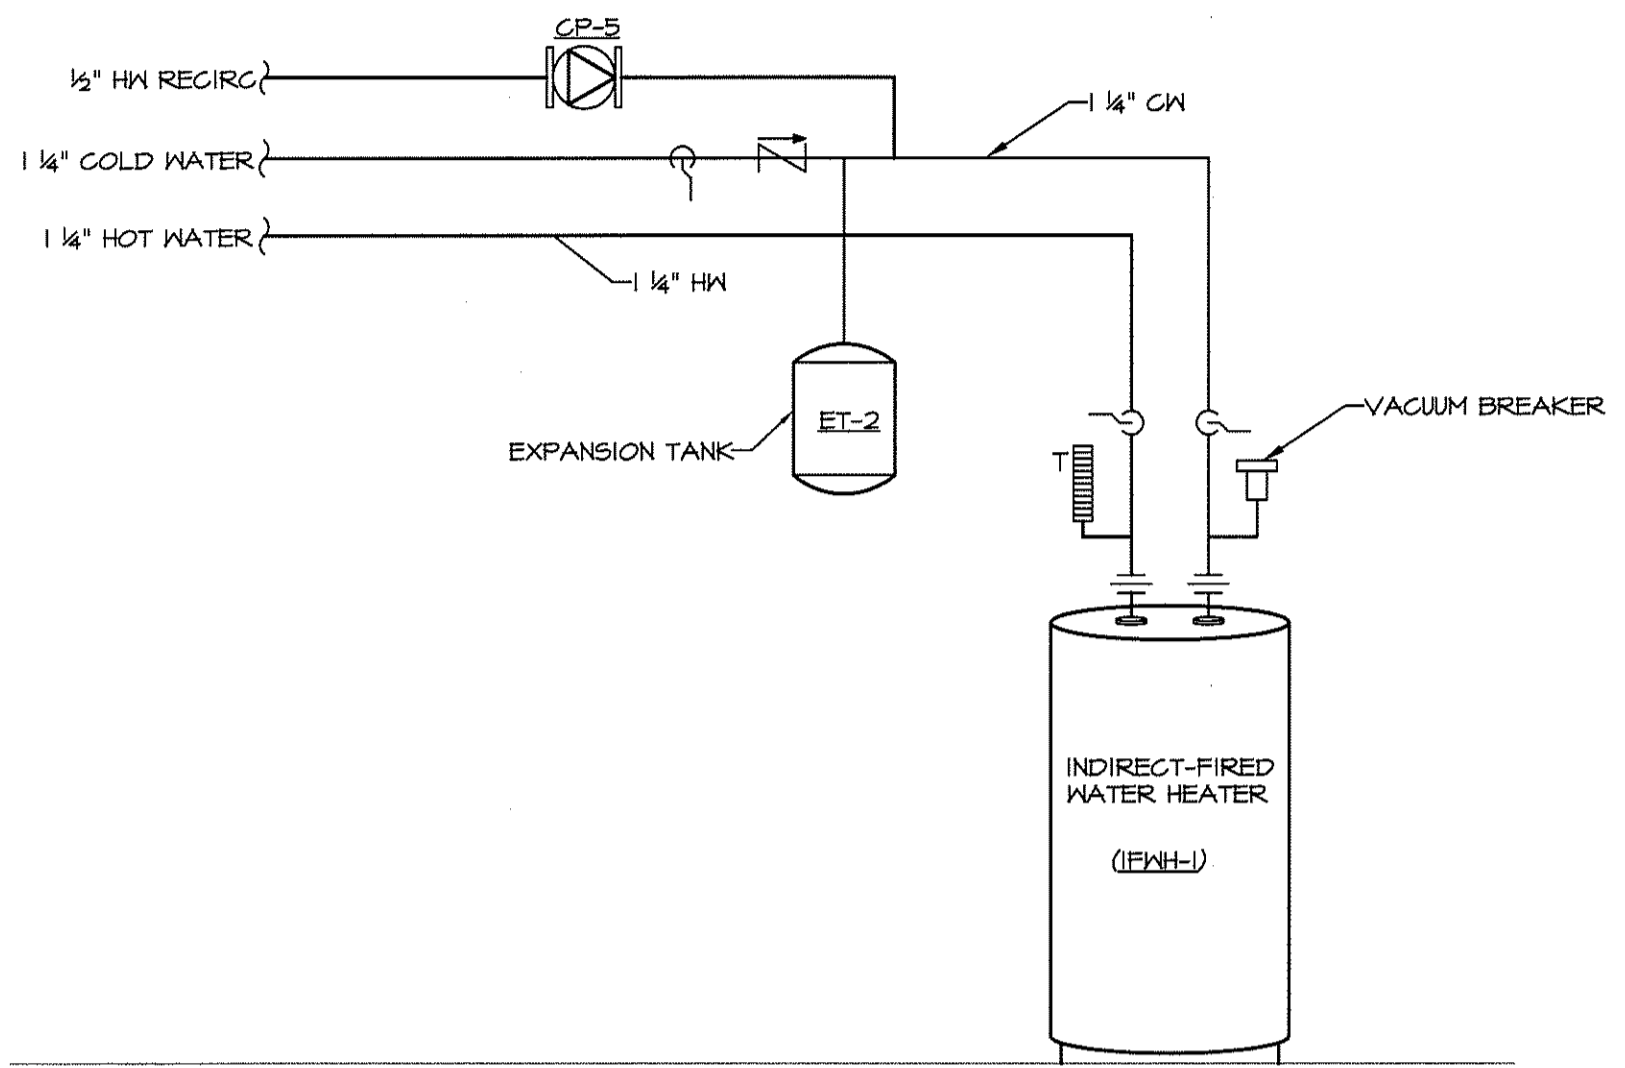 CP-5
½" HW RECIRC
1 ¼" CW
1 ¼" COLD WATER
1 ¼" HOT WATER
1 ¼" HW
VACUUM BREAKER
ET-2
EXPANSION TANK
T
INDIRECT-FIRED
WATER HEATER
(IFWH-1)